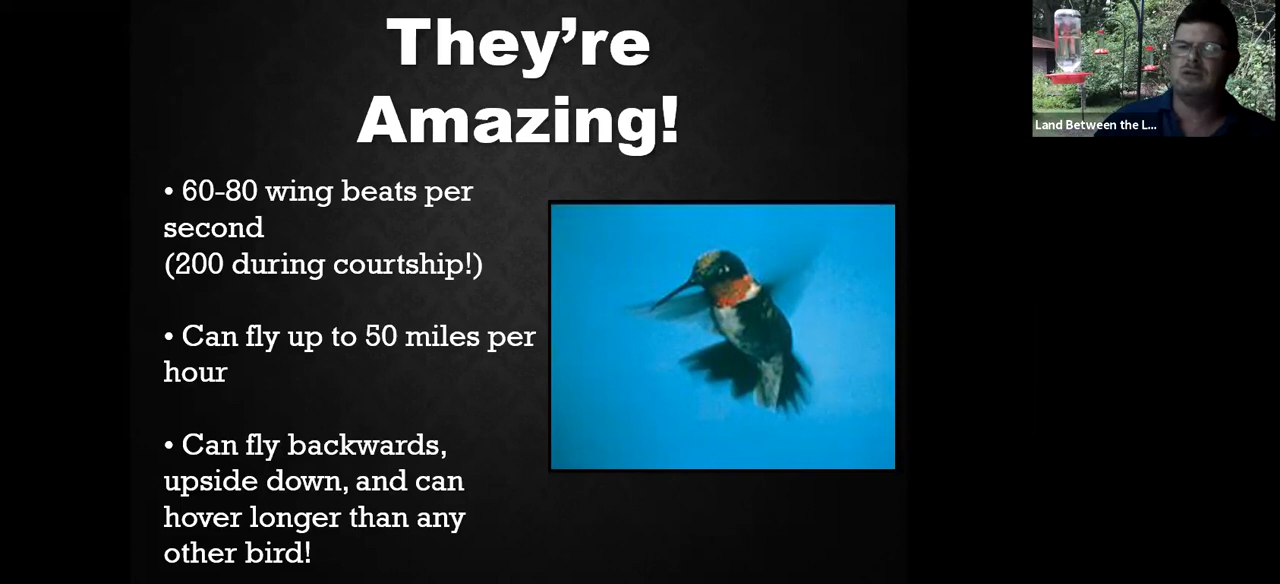 They’re
Amazing!
• 60-80 wing beats per
second
(200 during courtship!)
• Can fly up to 50 miles per
hour
• Can fly backwards,
upside down, and can
hover longer than any
other bird!
Land Between the L...